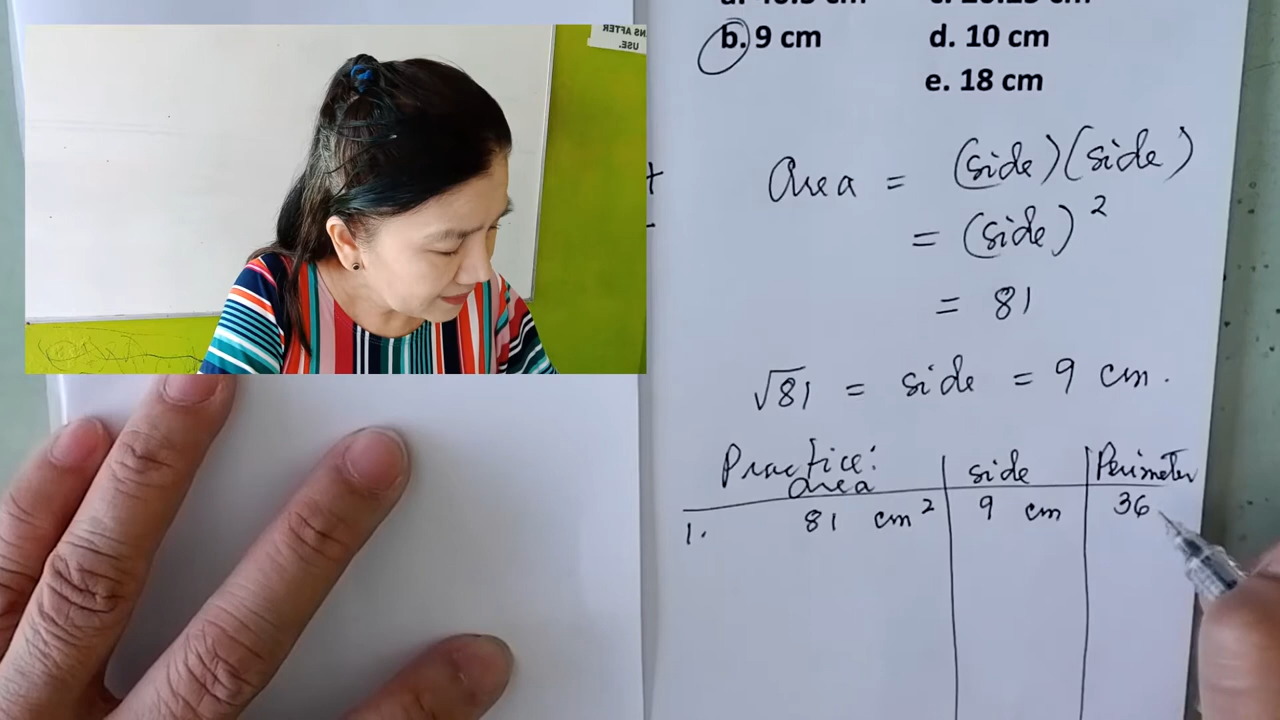 b. 9 cm
d. 10 cm
e. 18 cm
Area = (side)(side)
= (side)²
= 81
√81 = side = 9 cm.
Practice:
area | side | Perimeter
1. 81 cm² | 9 cm | 36